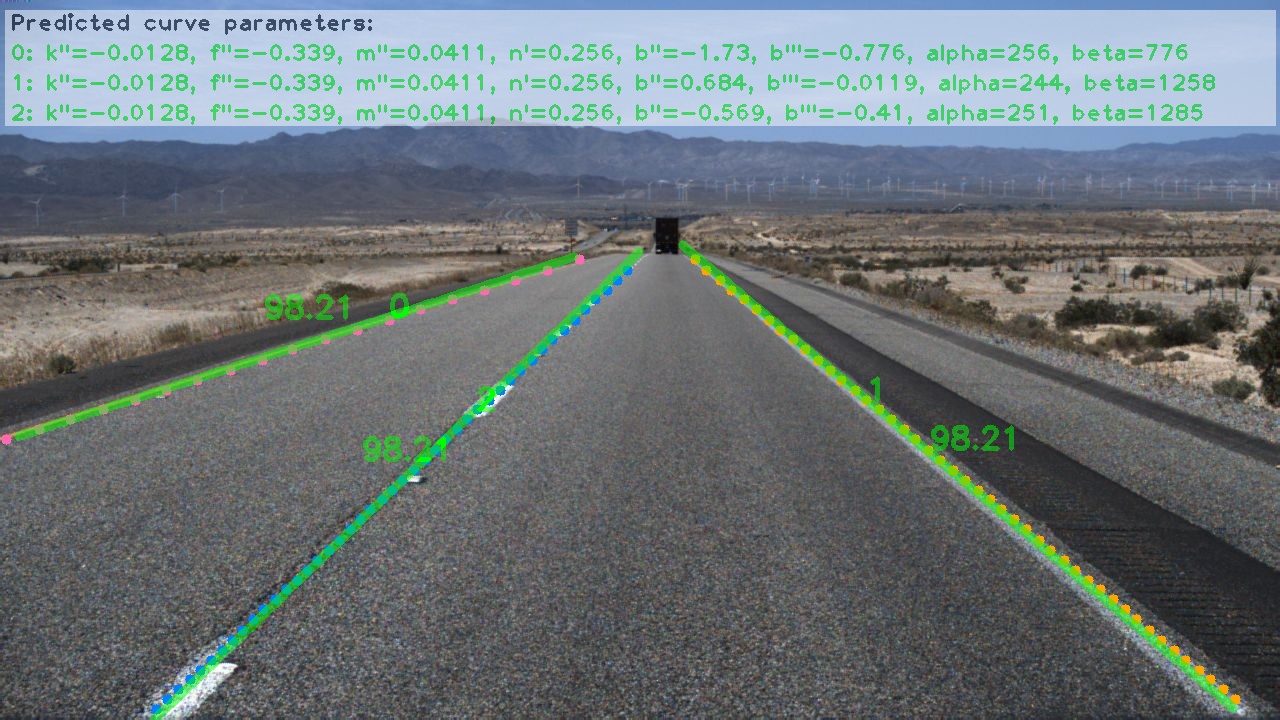 Predicted curve parameters:
0: k''=-0.0128, f''=-0.339, m''=0.0411, n'=0.256, b''=-1.73, b'''=-0.776, alpha=256, beta=776
1: k''=-0.0128, f''=-0.339, m''=0.0411, n'=0.256, b''=0.684, b'''=-0.0119, alpha=244, beta=1258
2: k''=-0.0128, f''=-0.339, m''=0.0411, n'=0.256, b''=-0.569, b'''=-0.41, alpha=251, beta=1285
98.21 0
2 1
98.21 98.21